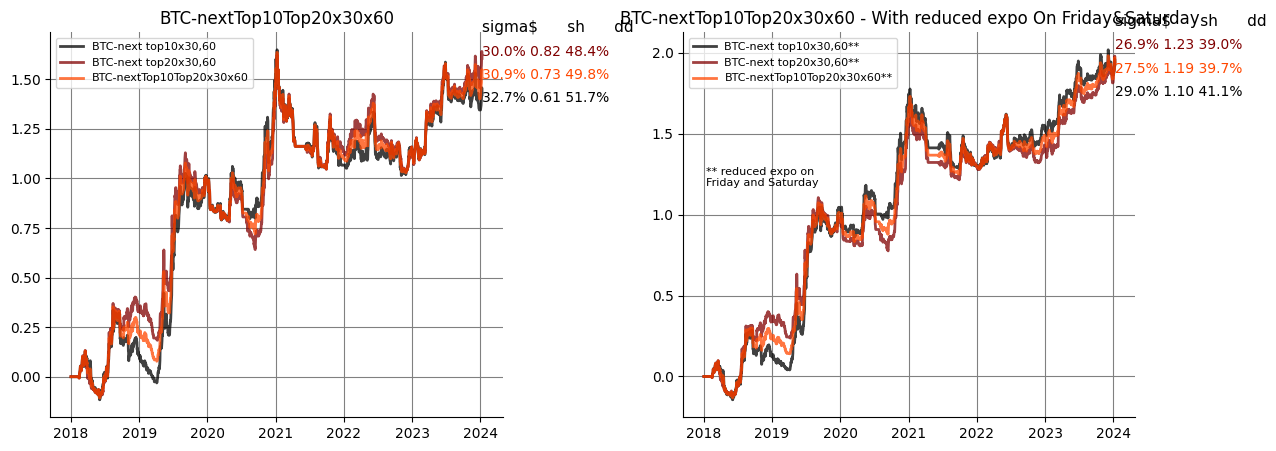 BTC-nextTop10Top20x30x60
sigma$ sh dd
BTC-next top10x30,60
BTC-next top20x30,60
BTC-nextTop10Top20x30x60
30.0% 0.82 48.4%
30.9% 0.73 49.8%
32.7% 0.61 51.7%
1.50
1.25
1.00
0.75
0.50
0.25
0.00
2018 2019 2020 2021 2022 2023 2024
BTC-nextTop10Top20x30x60 - With reduced expo On Friday&Saturday
sigma$ sh dd
BTC-next top10x30,60**
BTC-next top20x30,60**
BTC-nextTop10Top20x30x60**
26.9% 1.23 39.0%
27.5% 1.19 39.7%
29.0% 1.10 41.1%
** reduced expo on
Friday and Saturday
2.0
1.5
1.0
0.5
0.0
2018 2019 2020 2021 2022 2023 2024